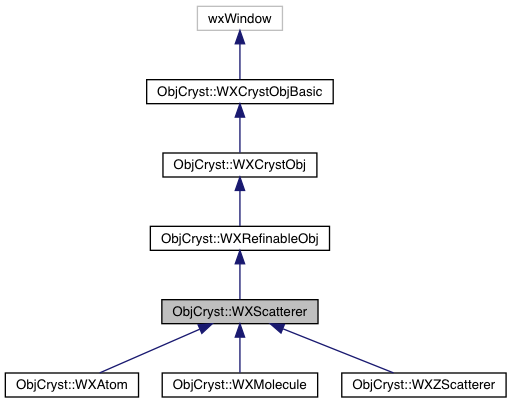 wxWindow
ObjCryst::WXCrystObjBasic
ObjCryst::WXCrystObj
ObjCryst::WXRefinableObj
ObjCryst::WXScatterer
ObjCryst::WXAtom
ObjCryst::WXMolecule
ObjCryst::WXZScatterer